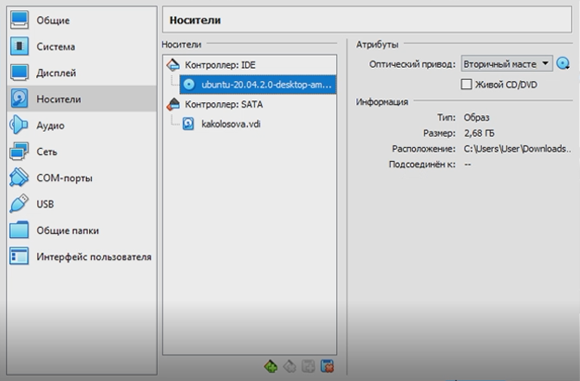 Общие
Система
Дисплей
Носители
Аудио
Сеть
COM-порты
USB
Общие папки
Интерфейс пользователя
Носители
Носители
Контроллер: IDE
ubuntu-20.04.2.0-desktop-am...
Контроллер: SATA
kakolosova.vdi
Атрибуты
Оптический привод: Вторичный масте
Живой CD/DVD
Информация
Тип: Образ
Размер: 2,68 ГБ
Расположение: C:\Users\User\Downloads...
Подсоединён к: --